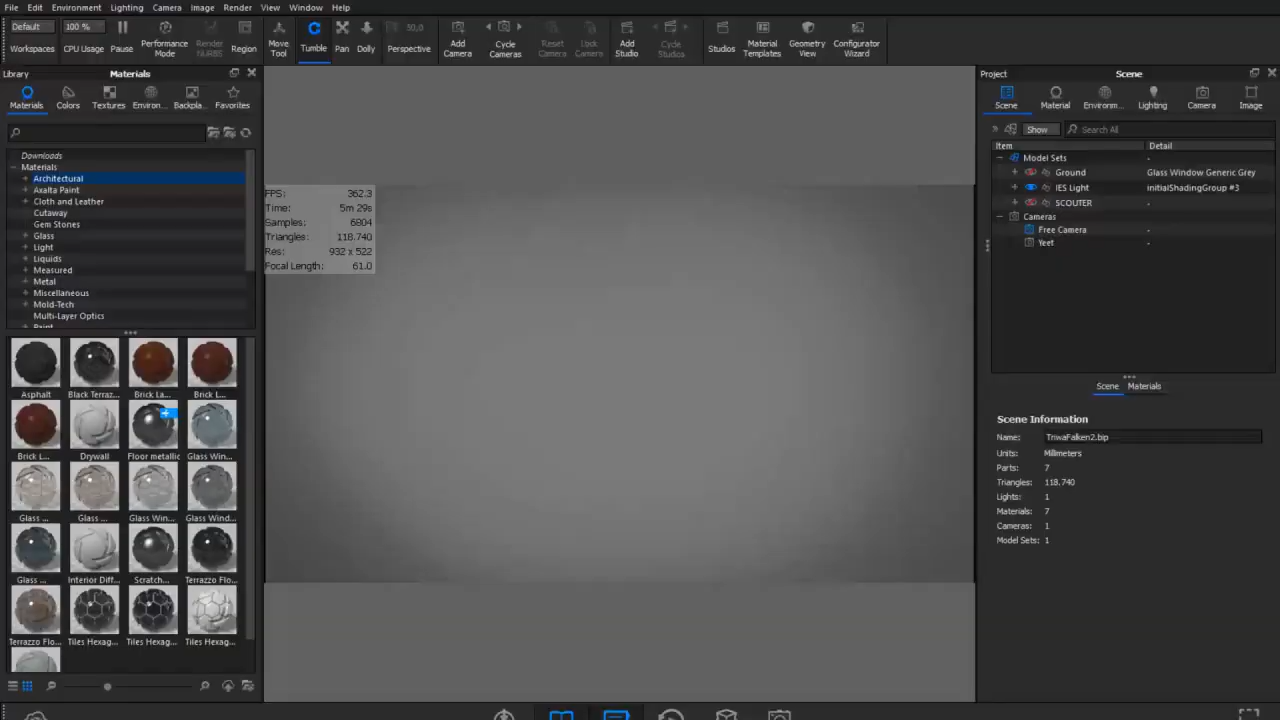 File Edit Environment Lighting Camera Image Render View Window Help
Default 100 % 50,0
Workspaces CPU Usage Pause Performance Mode Render NURBS Region Move Tool Tumble Pan Dolly Perspective Add Camera Cycle Cameras Reset Camera Lock Camera Add Studio Cycle Studios Studios Material Templates Geometry View Configurator Wizard
Library Materials
Materials Colors Textures Environ... Backpla... Favorites
Downloads
Materials
Architectural
Axalta Paint
Cloth and Leather
Cutaway
Gem Stones
Glass
Light
Liquids
Measured
Metal
Miscellaneous
Mold-Tech
Multi-Layer Optics
Paint
Asphalt Black Terraz... Brick La... Brick L...
Brick L... Drywall Floor metallic Glass Win...
Glass ... Glass ... Glass Win... Glass Wind...
Glass ... Interior Diff... Scratch... Terrazzo Flo...
Terrazzo Flo... Tiles Hexag... Tiles Hexag... Tiles Hexag...
FPS: 362.3
Time: 5m 29s
Samples: 6804
Triangles: 118.740
Res: 932 x 522
Focal Length: 61.0
Project Scene
Scene Material Environm... Lighting Camera Image
Show Search All
Item Detail
Model Sets -
Ground Glass Window Generic Grey
IES Light initialShadingGroup #3
SCOUTER -
Cameras
Free Camera -
Yeet -
Scene Materials
Scene Information
Name: TriwaFalken2.bip
Units: Millimeters
Parts: 7
Triangles: 118.740
Lights: 1
Materials: 7
Cameras: 1
Model Sets: 1